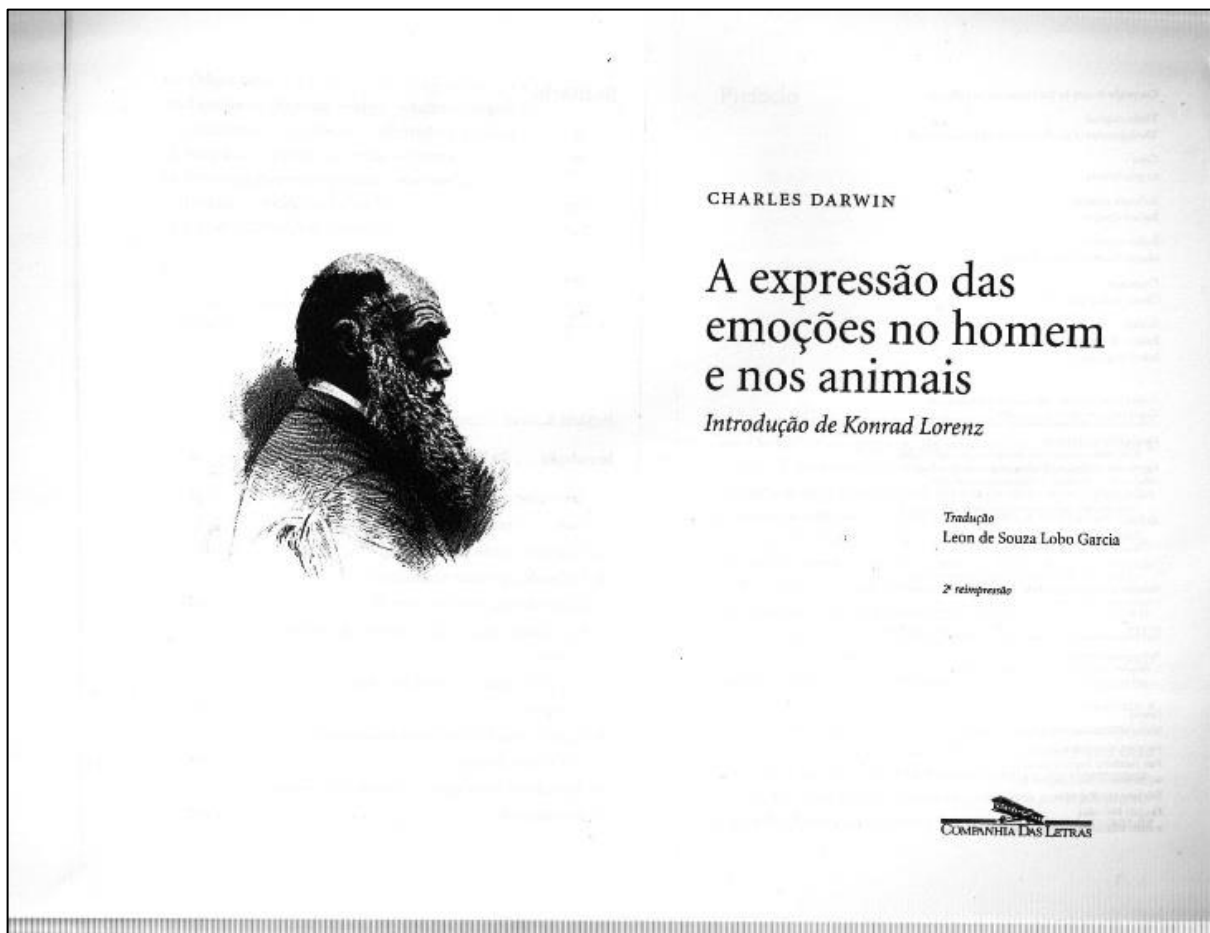 CHARLES DARWIN
A expressão das
emoções no homem
e nos animais
Introdução de Konrad Lorenz
Tradução
Leon de Souza Lobo Garcia
2ª reimpressão
COMPANHIA DAS LETRAS